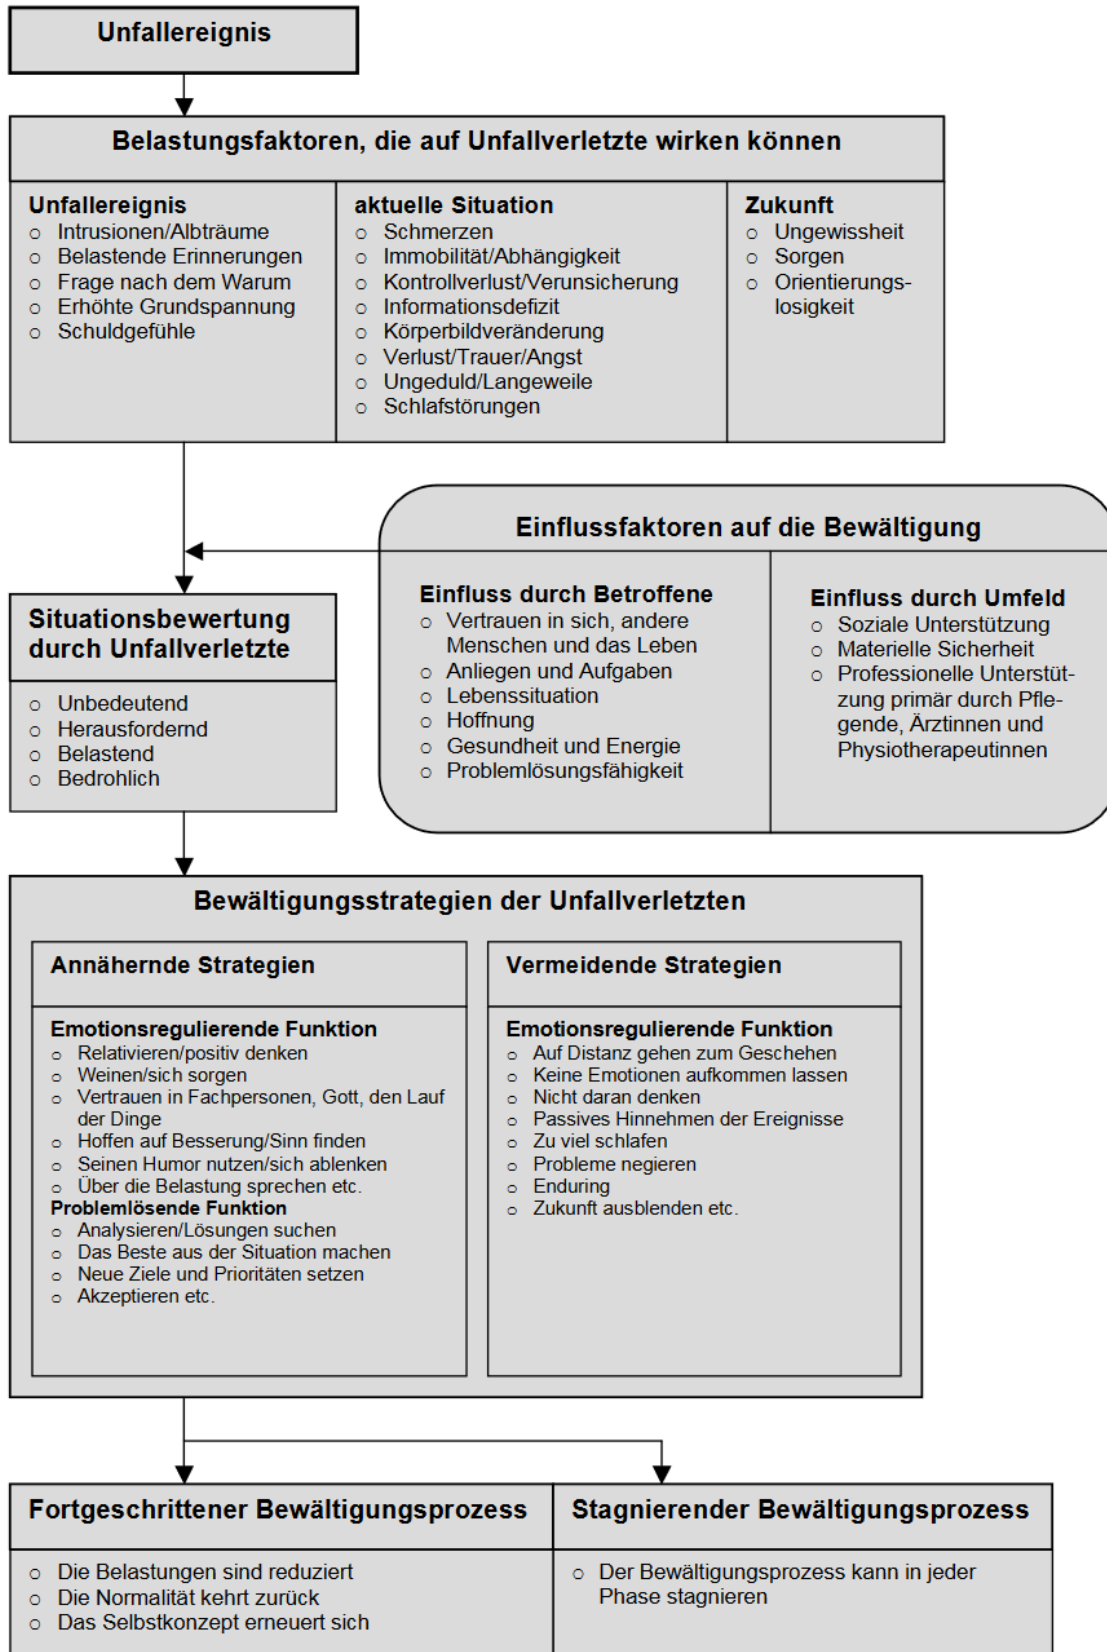 Unfallereignis
Belastungsfaktoren, die auf Unfallverletzte wirken können
Unfallereignis
○ Intrusionen/Albträume
○ Belastende Erinnerungen
○ Frage nach dem Warum
○ Erhöhte Grundspannung
○ Schuldgefühle
aktuelle Situation
○ Schmerzen
○ Immobilität/Abhängigkeit
○ Kontrollverlust/Verunsicherung
○ Informationsdefizit
○ Körperbildveränderung
○ Verlust/Trauer/Angst
○ Ungeduld/Langeweile
○ Schlafstörungen
Zukunft
○ Ungewissheit
○ Sorgen
○ Orientierungs-
losigkeit
Einflussfaktoren auf die Bewältigung
Einfluss durch Betroffene
○ Vertrauen in sich, andere
Menschen und das Leben
○ Anliegen und Aufgaben
○ Lebenssituation
○ Hoffnung
○ Gesundheit und Energie
○ Problemlösungsfähigkeit
Einfluss durch Umfeld
○ Soziale Unterstützung
○ Materielle Sicherheit
○ Professionelle Unterstüt-
zung primär durch Pfle-
gende, Ärztinnen und
Physiotherapeutinnen
Situationsbewertung
durch Unfallverletzte
○ Unbedeutend
○ Herausfordernd
○ Belastend
○ Bedrohlich
Bewältigungsstrategien der Unfallverletzten
Annähernde Strategien
Emotionsregulierende Funktion
○ Relativieren/positiv denken
○ Weinen/sich sorgen
○ Vertrauen in Fachpersonen, Gott, den Lauf
der Dinge
○ Hoffen auf Besserung/Sinn finden
○ Seinen Humor nutzen/sich ablenken
○ Über die Belastung sprechen etc.
Problemlösende Funktion
○ Analysieren/Lösungen suchen
○ Das Beste aus der Situation machen
○ Neue Ziele und Prioritäten setzen
○ Akzeptieren etc.
Vermeidende Strategien
Emotionsregulierende Funktion
○ Auf Distanz gehen zum Geschehen
○ Keine Emotionen aufkommen lassen
○ Nicht daran denken
○ Passives Hinnehmen der Ereignisse
○ Zu viel schlafen
○ Probleme negieren
○ Enduring
○ Zukunft ausblenden etc.
Fortgeschrittener Bewältigungsprozess
○ Die Belastungen sind reduziert
○ Die Normalität kehrt zurück
○ Das Selbstkonzept erneuert sich
Stagnierender Bewältigungsprozess
○ Der Bewältigungsprozess kann in jeder
Phase stagnieren